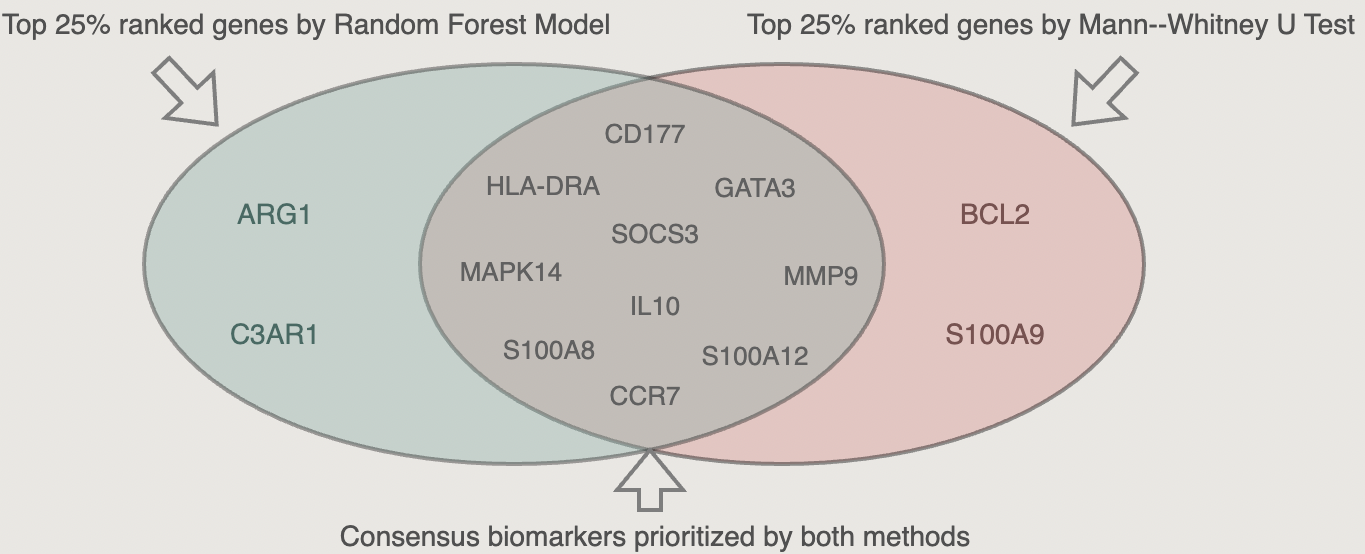 Top 25% ranked genes by Random Forest Model
Top 25% ranked genes by Mann--Whitney U Test
CD177
HLA-DRA
GATA3
ARG1
BCL2
SOCS3
MAPK14
MMP9
IL10
C3AR1
S100A9
S100A8
S100A12
CCR7
Consensus biomarkers prioritized by both methods